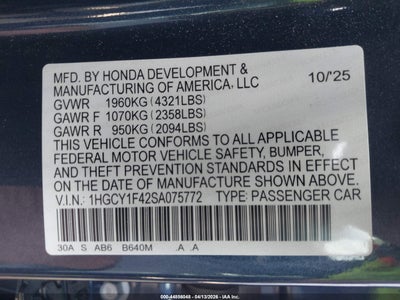 MFD. BY HONDA DEVELOPMENT &
MANUFACTURING OF AMERICA, LLC 10/'25
GVWR 1960KG (4321LBS)
GAWR F 1070KG (2358LBS)
GAWR R 950KG (2094LBS)
THIS VEHICLE CONFORMS TO ALL APPLICABLE
FEDERAL MOTOR VEHICLE SAFETY, BUMPER,
AND THEFT PREVENTION STANDARDS IN EFFECT
ON THE DATE OF MANUFACTURE SHOWN ABOVE.
V.I.N.: 1HGCY1F42SA075772 TYPE: PASSENGER CAR
30A S AB6 B640M .A .A
000-44858048 - 04/13/2026 - IAAI.com